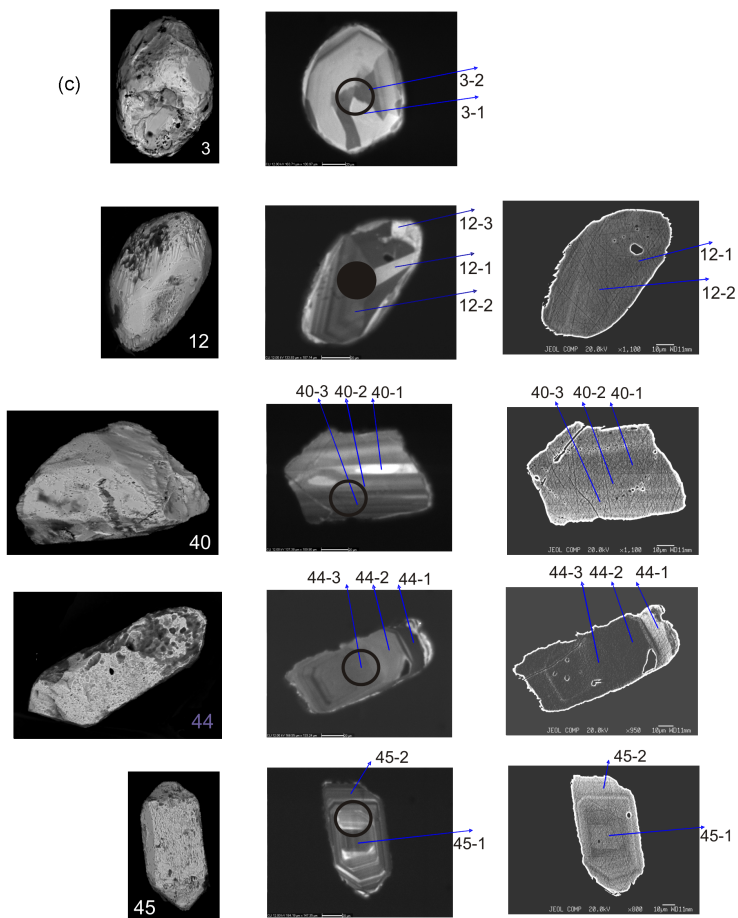 (c)
3
3-2
3-1
12
12-3
12-1
12-2
12-1
12-2
JEOL COMP 20.0kV ×1,100 10µm WD11mm
40-3 40-2 40-1
40-3 40-2 40-1
40
JEOL COMP 20.0kV ×1,100 10µm WD11mm
44-3 44-2 44-1
44-3 44-2 44-1
44
JEOL COMP 20.0kV ×950 10µm WD11mm
45-2
45-2
45-1
45-1
45
JEOL COMP 20.0kV ×800 10µm WD11mm